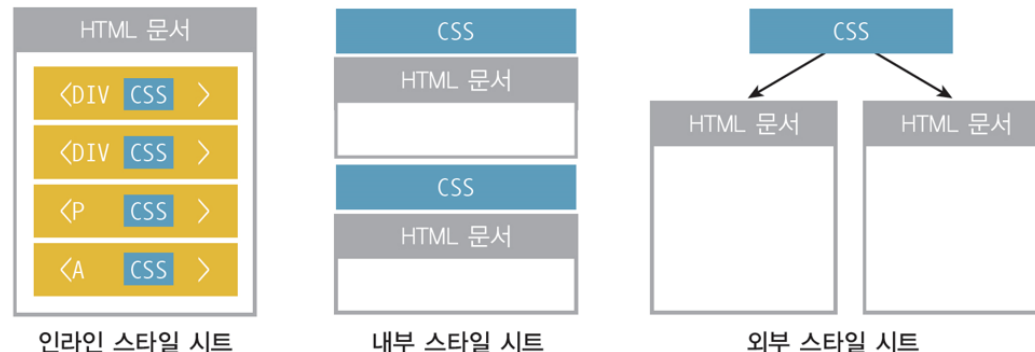 HTML 문서
<DIV CSS >
<DIV CSS >
<P CSS >
<A CSS >
인라인 스타일 시트
CSS
HTML 문서
CSS
HTML 문서
내부 스타일 시트
CSS
HTML 문서
HTML 문서
외부 스타일 시트